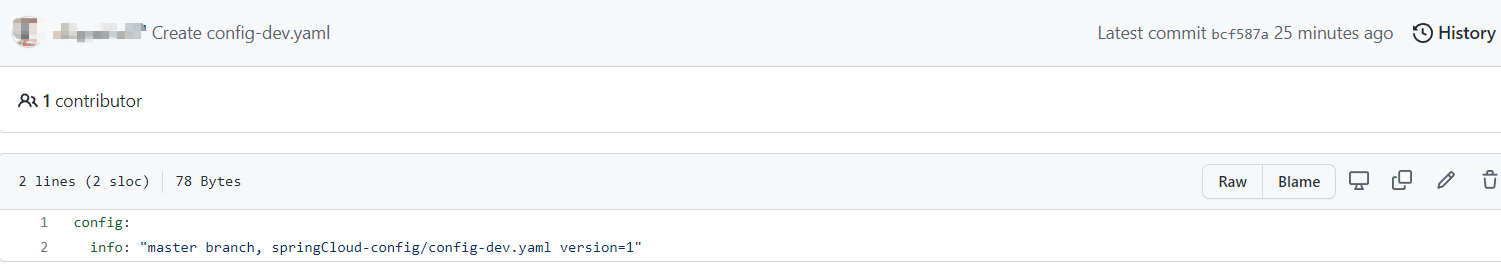 Create config-dev.yaml
Latest commit bcf587a 25 minutes ago History
1 contributor
2 lines (2 sloc) 78 Bytes
Raw Blame
1 config:
2 info: "master branch, springCloud-config/config-dev.yaml version=1"